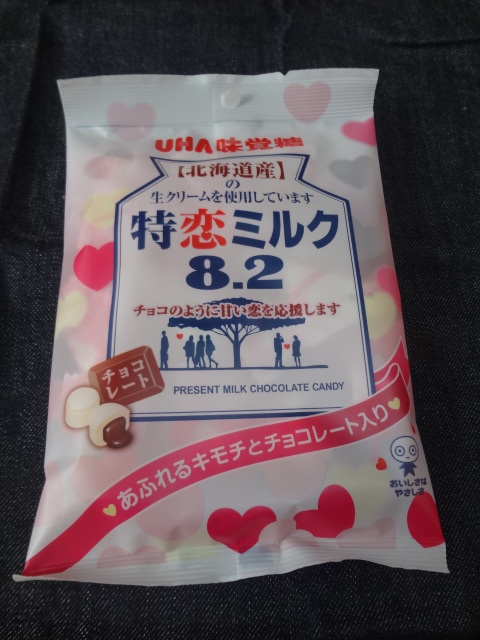 UHA味覚糖
【北海道産】
の
生クリームを使用しています
特恋ミルク
8.2
チョコのように甘い恋を応援します
チョコ
レート
PRESENT MILK CHOCOLATE CANDY
あふれるキモチとチョコレート入り
おいしさは
やさしさ